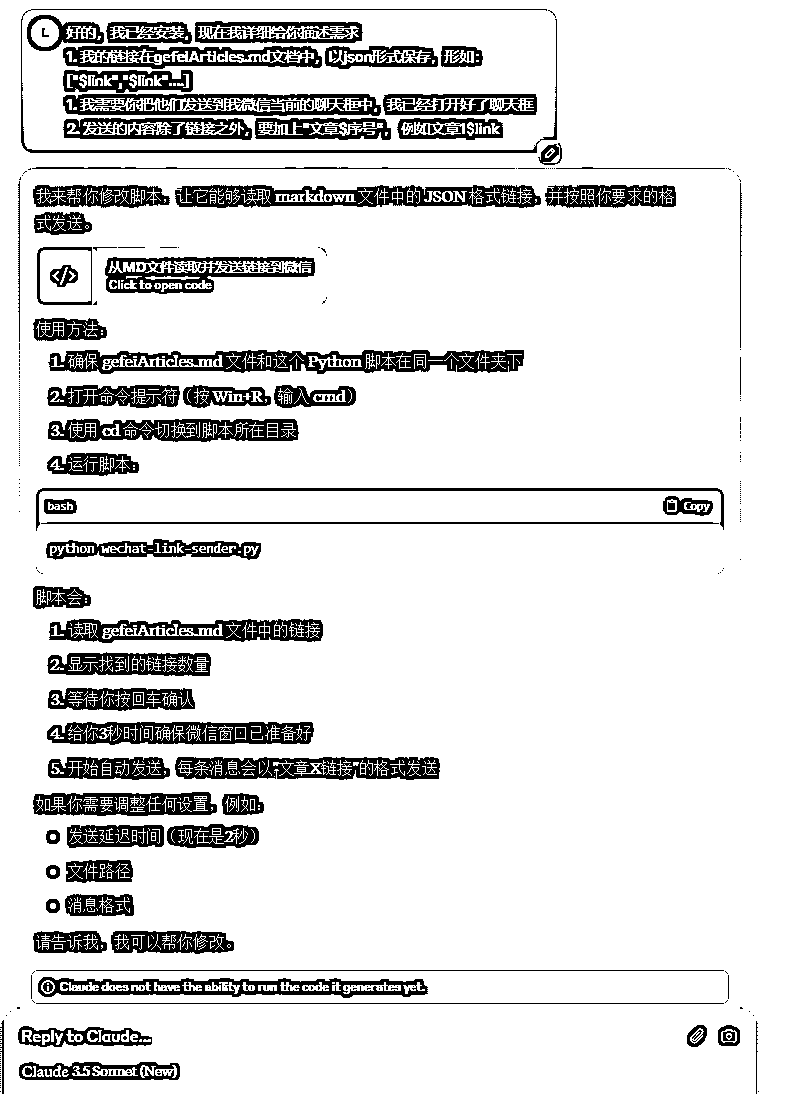 L
好的，我已经安装，现在我详细给你描述需求
1. 我的链接在gefeiArticles.md文档中，以json形式保存，形如：
["$link","$link"...]
1. 我需要你把他们发送到我微信当前的聊天框中，我已经打开好了聊天框
2. 发送的内容除了链接之外，要加上"文章$序号"，例如文章1$link
我来帮你修改脚本，让它能够读取 markdown 文件中的 JSON 格式链接，并按照你要求的格
式发送。
</>
从MD文件读取并发送链接到微信
Click to open code
使用方法：
1. 确保 gefeiArticles.md 文件和这个 Python 脚本在同一个文件夹下
2. 打开命令提示符（按 Win+R，输入 cmd）
3. 使用 cd 命令切换到脚本所在目录
4. 运行脚本：
bash
Copy
python wechat-link-sender.py
脚本会：
1. 读取 gefeiArticles.md 文件中的链接
2. 显示找到的链接数量
3. 等待你按回车确认
4. 给你3秒时间确保微信窗口已准备好
5. 开始自动发送，每条消息会以"文章X链接"的格式发送
如果你需要调整任何设置，例如：
发送延迟时间（现在是2秒）
文件路径
消息格式
请告诉我，我可以帮你修改。
Claude does not have the ability to run the code it generates yet.
Reply to Claude...
Claude 3.5 Sonnet (New)